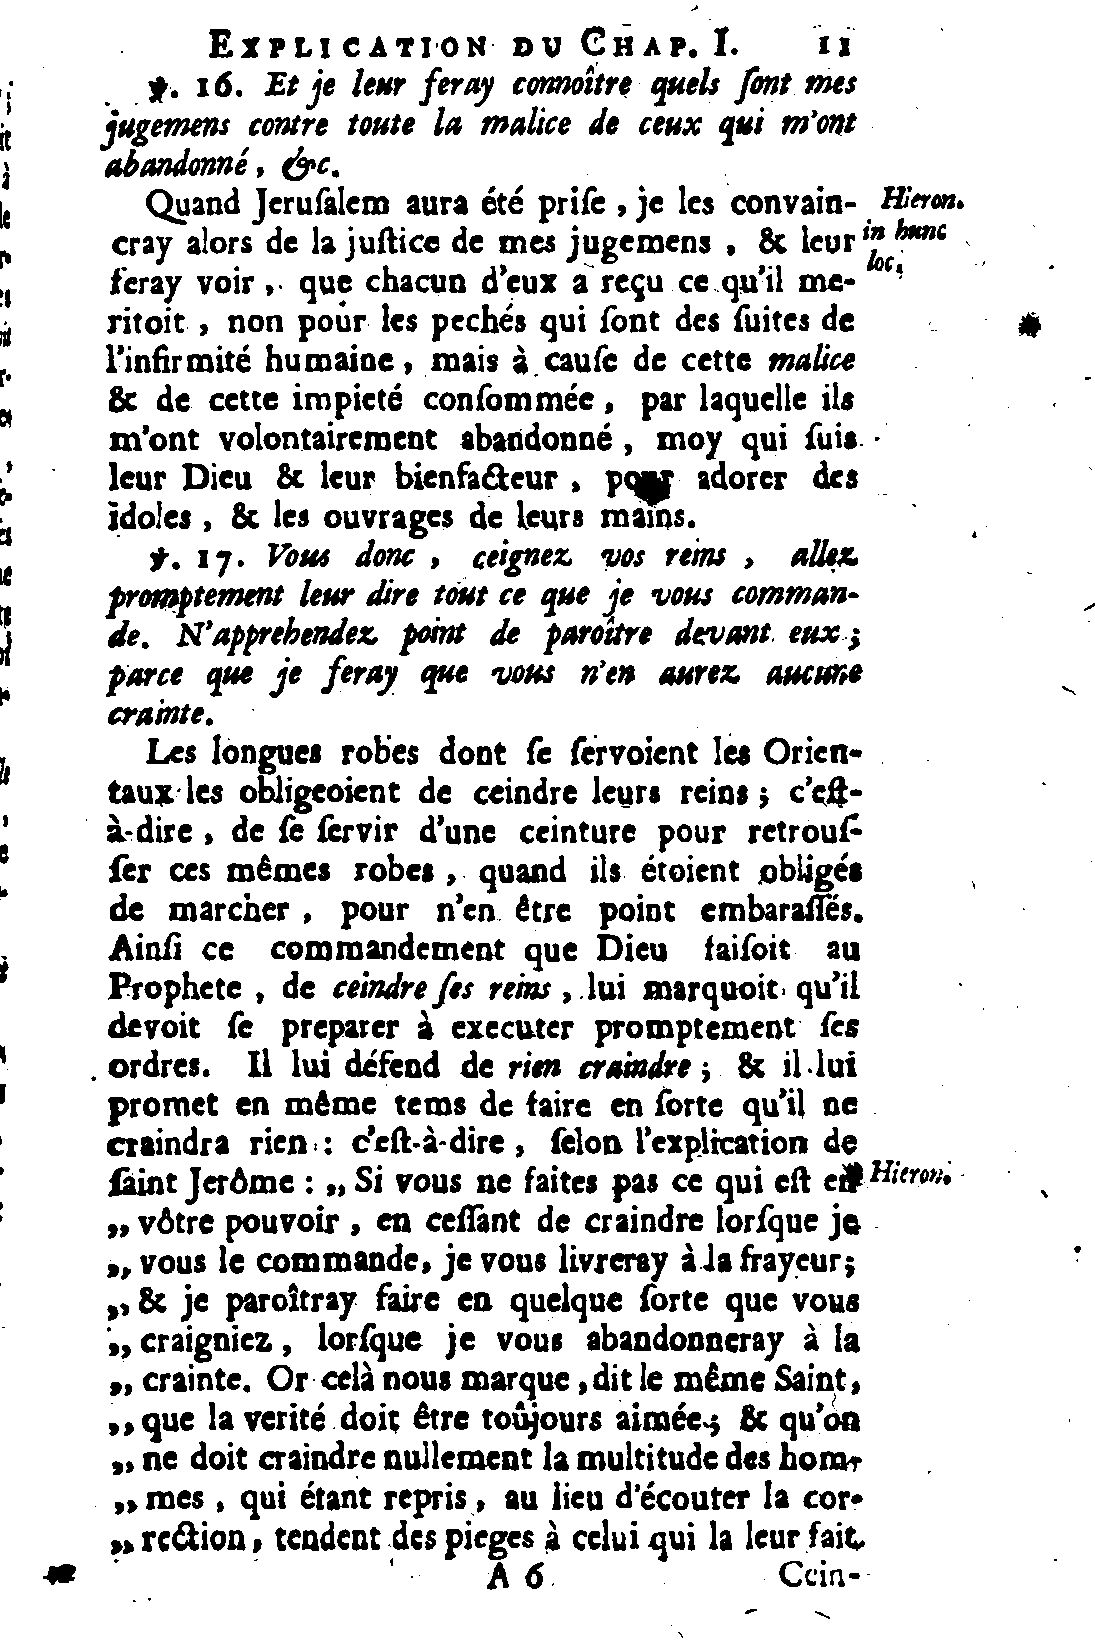 EXPLICATION DU CHAP. I. 11
℣. 16. Et je leur feray connoître quels ſont mes
jugemens contre toute la malice de ceux qui m'ont
abandonné, &c.
Quand Jeruſalem aura été priſe, je les convain- Hieron.
cray alors de la juſtice de mes jugemens, & leur in hunc
feray voir, que chacun d'eux a reçu ce qu'il me- loc.
ritoit, non pour les pechés qui ſont des ſuites de
l'infirmité humaine, mais à cauſe de cette malice
& de cette impieté conſommée, par laquelle ils
m'ont volontairement abandonné, moy qui ſuis
leur Dieu & leur bienfacteur, pour adorer des
idoles, & les ouvrages de leurs mains.
℣. 17. Vous donc, ceignez vos reins, allez
promptement leur dire tout ce que je vous comman-
de. N'apprehendez point de paroître devant eux;
parce que je feray que vous n'en aurez aucune
crainte.
Les longues robes dont ſe ſervoient les Orien-
taux les obligeoient de ceindre leurs reins; c'eſt-
à-dire, de ſe ſervir d'une ceinture pour retrouſ-
ſer ces mêmes robes, quand ils étoient obligés
de marcher, pour n'en être point embaraſſés.
Ainſi ce commandement que Dieu faiſoit au
Prophete, de ceindre ſes reins, lui marquoit qu'il
devoit ſe preparer à executer promptement ſes
ordres. Il lui défend de rien craindre; & il lui
promet en même tems de faire en ſorte qu'il ne
craindra rien: c'eſt-à-dire, ſelon l'explication de
ſaint Jerôme: „ Si vous ne faites pas ce qui eſt en Hieron.
„ vôtre pouvoir, en ceſſant de craindre lorſque je
„ vous le commande, je vous livreray à la frayeur;
„ & je paroîtray faire en quelque ſorte que vous
„ craigniez, lorſque je vous abandonneray à la
„ crainte. Or celà nous marque, dit le même Saint,
„ que la verité doit être toûjours aimée; & qu'on
„ ne doit craindre nullement la multitude des hom-
„ mes, qui étant repris, au lieu d'écouter la cor-
„ rection, tendent des pieges à celui qui la leur fait.
A 6 Cein-